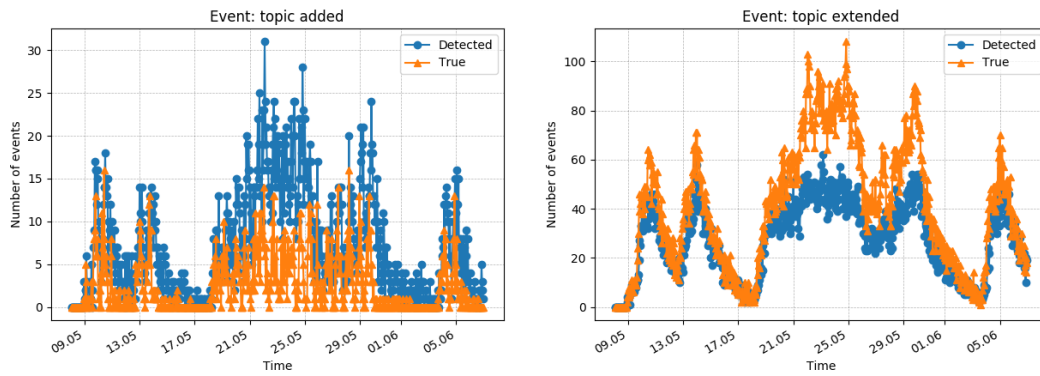 Event: topic added
Number of events
30
25
20
15
10
5
0
Detected
True
09.05
13.05
17.05
21.05
25.05
29.05
01.06
05.06
Time
Event: topic extended
Number of events
100
80
60
40
20
0
Detected
True
09.05
13.05
17.05
21.05
25.05
29.05
01.06
05.06
Time